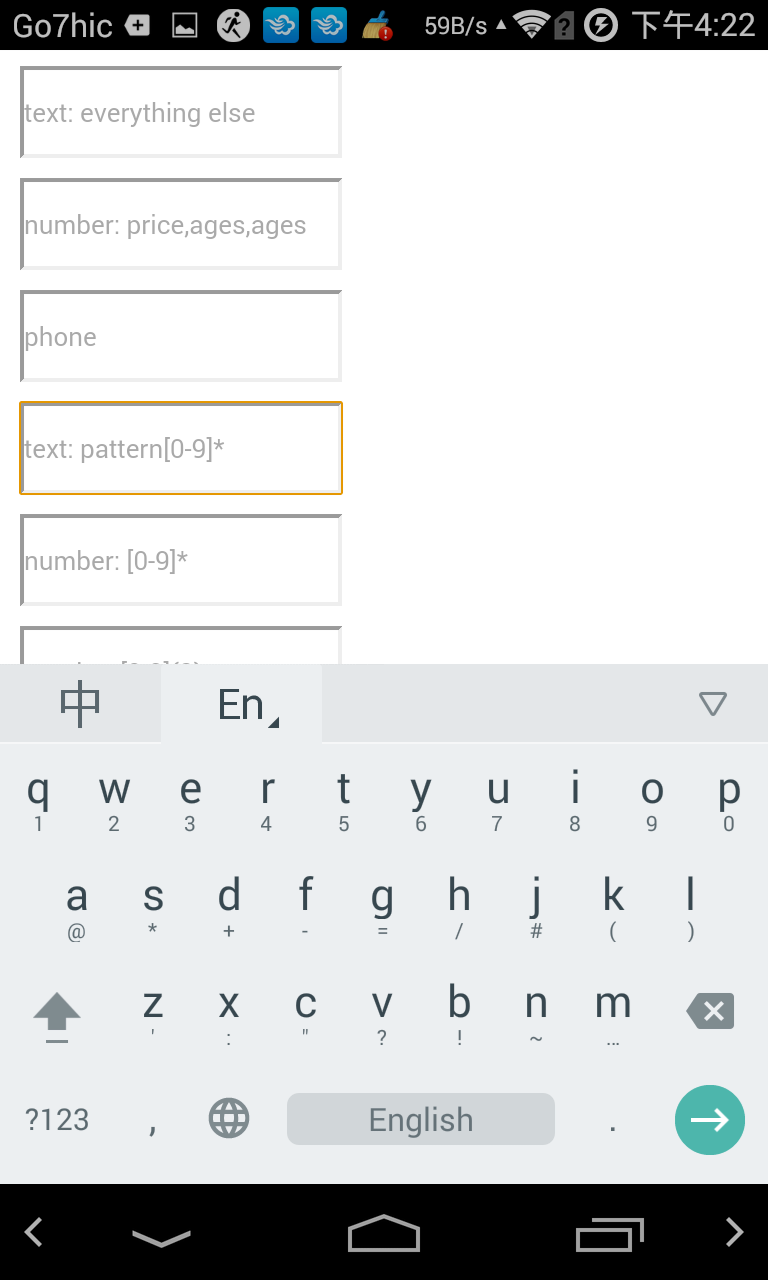 Go7hic 59B/s 下午4:22
text: everything else
number: price,ages,ages
phone
text: pattern[0-9]*
number: [0-9]*
中 En
q w e r t y u i o p
1 2 3 4 5 6 7 8 9 0
a s d f g h j k l
@ * + - = / # ( )
z x c v b n m
' : " ? ! ~ …
?123 , English .